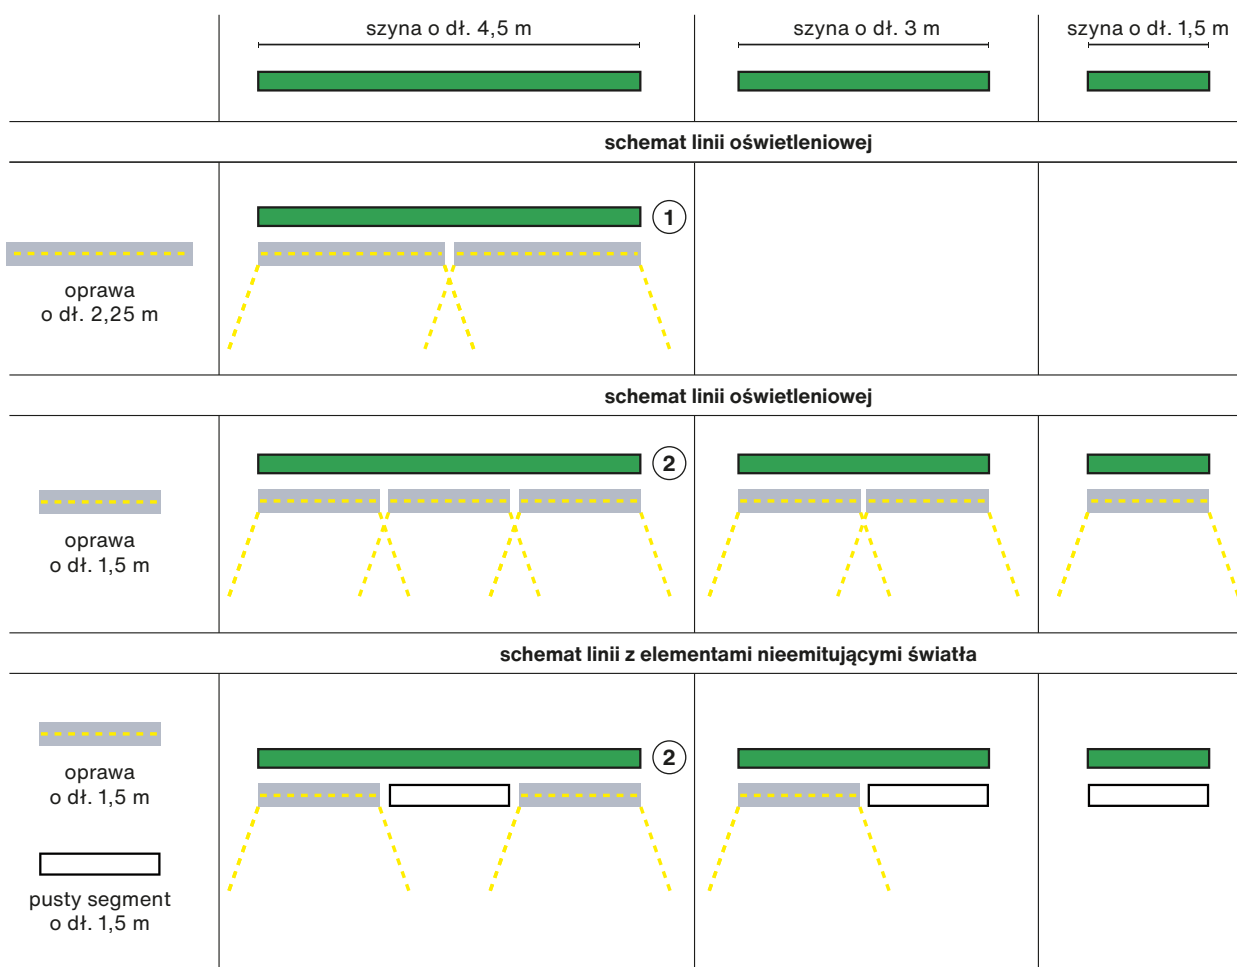 szyna o dł. 4,5 m
szyna o dł. 3 m
szyna o dł. 1,5 m
schemat linii oświetleniowej
1
oprawa
o dł. 2,25 m
schemat linii oświetleniowej
2
oprawa
o dł. 1,5 m
schemat linii z elementami nieemitującymi światła
2
oprawa
o dł. 1,5 m
pusty segment
o dł. 1,5 m